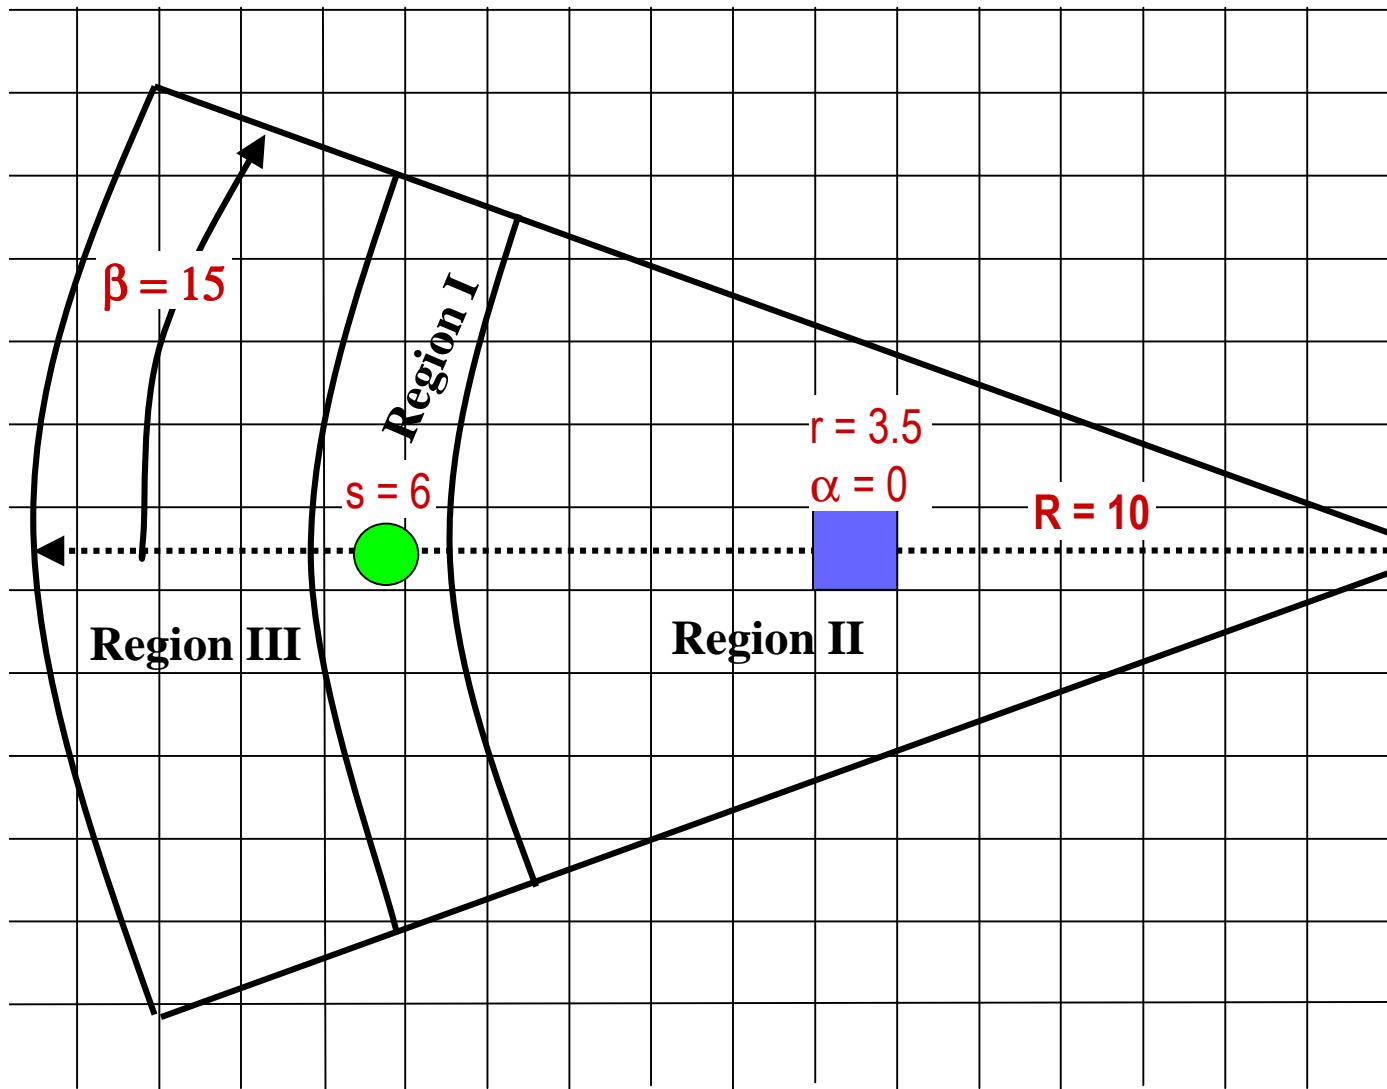 β = 15
Region I
s = 6
r = 3.5
α = 0
R = 10
Region III
Region II